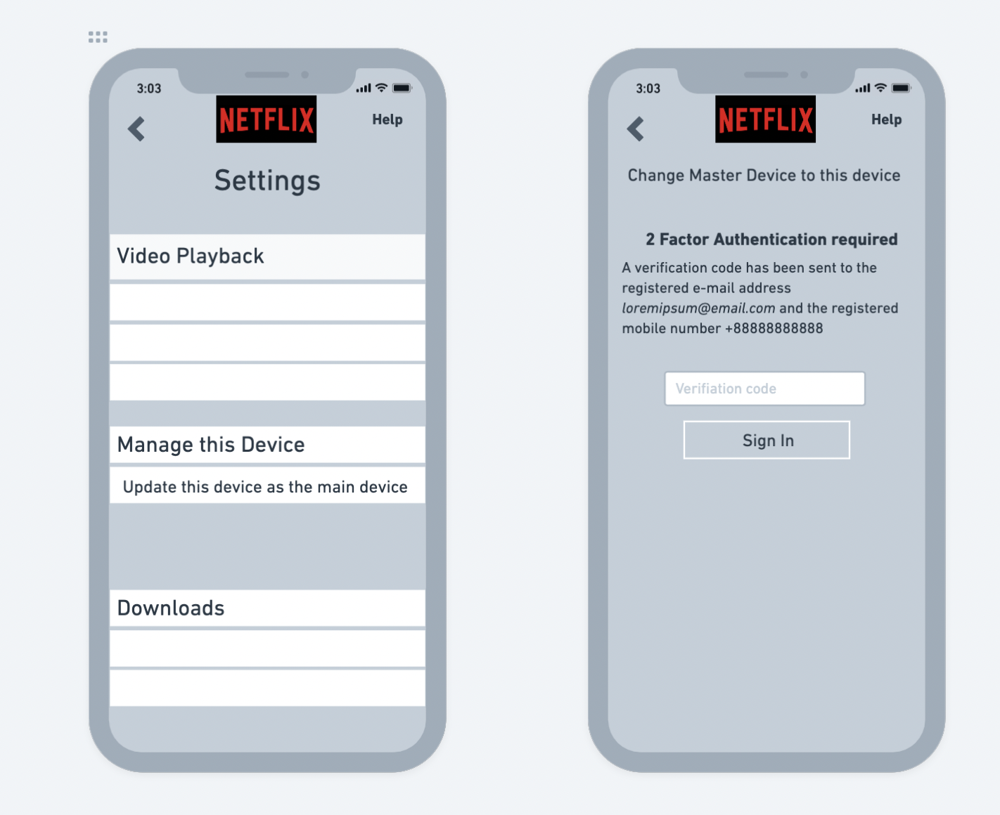 3:03
NETFLIX
Help
Settings
Video Playback
Manage this Device
Update this device as the main device
Downloads
3:03
NETFLIX
Help
Change Master Device to this device
2 Factor Authentication required
A verification code has been sent to the
registered e-mail address
loremipsum@email.com and the registered
mobile number +88888888888
Verifiation code
Sign In